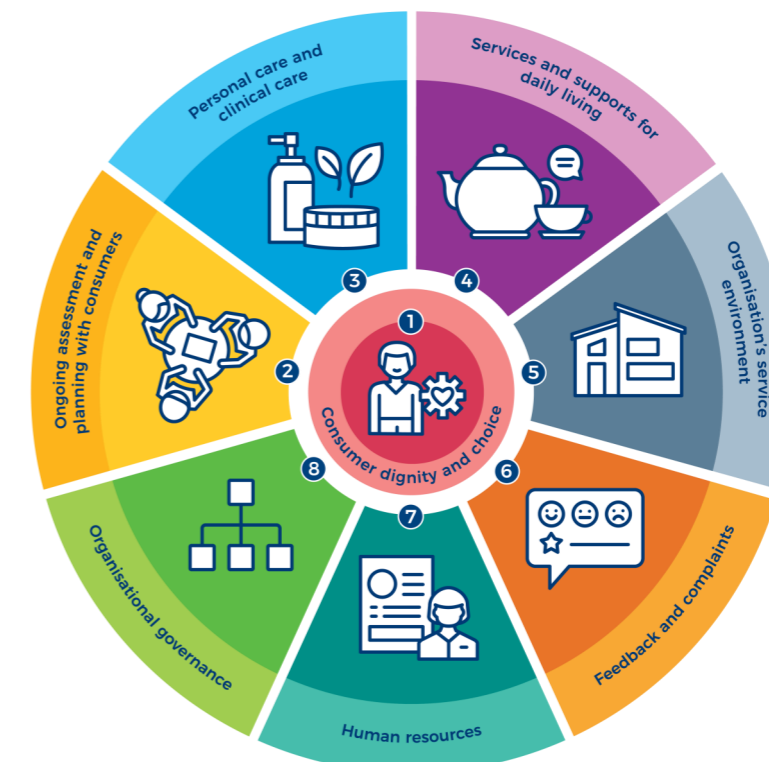 1
Consumer dignity and choice
2
Ongoing assessment and
planning with consumers
3
Personal care and
clinical care
4
Services and supports for
daily living
5
Organisation's service
environment
6
Feedback and complaints
7
Human resources
8
Organisational governance